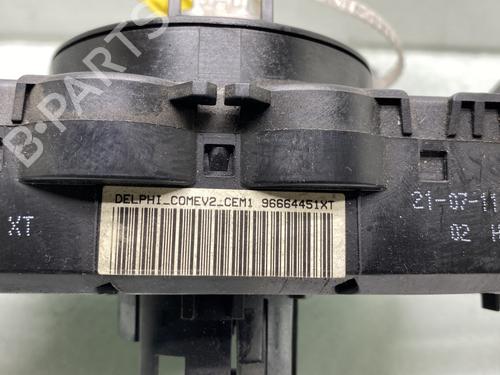 B-PARTS
DELPHI_COMEV2_CEM1 96664451XT
XT
21-07-11
02 H